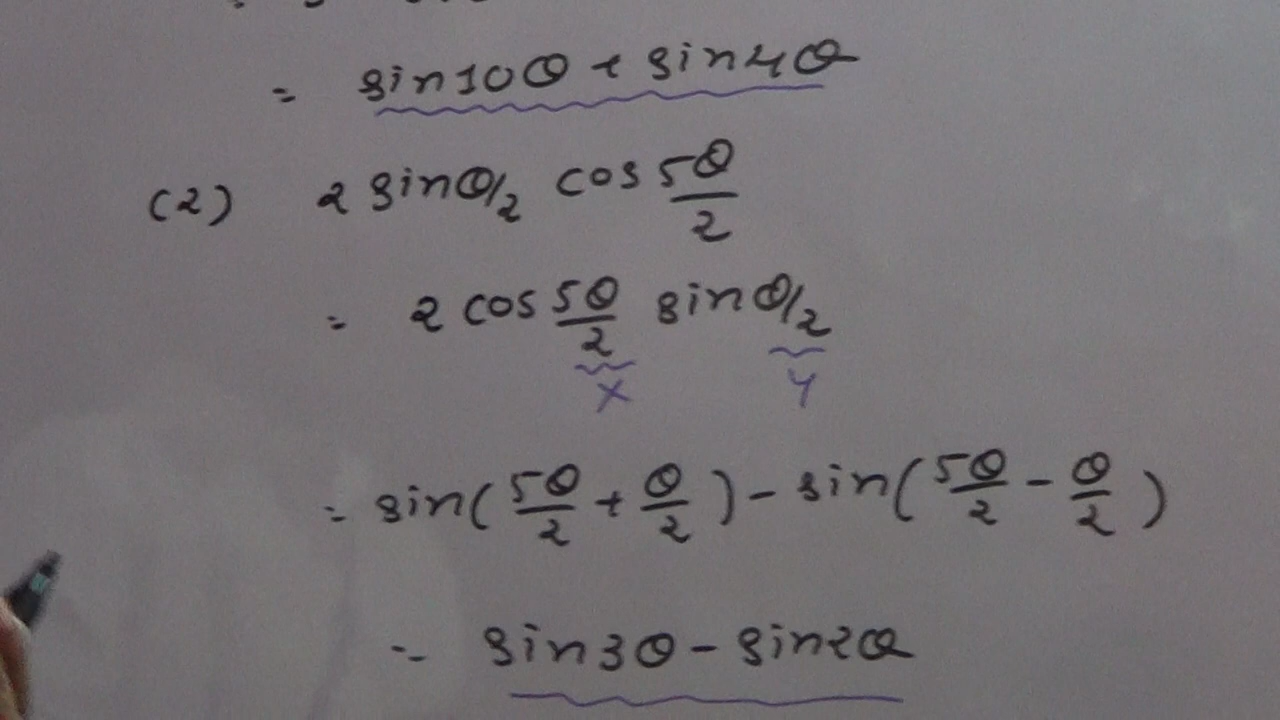 = sin10θ + sin4θ
(2) 2 sinθ/2 cos 5θ/2
= 2 cos 5θ/2 sinθ/2
x y
= sin(5θ/2 + θ/2) - sin(5θ/2 - θ/2)
= sin3θ - sin2θ